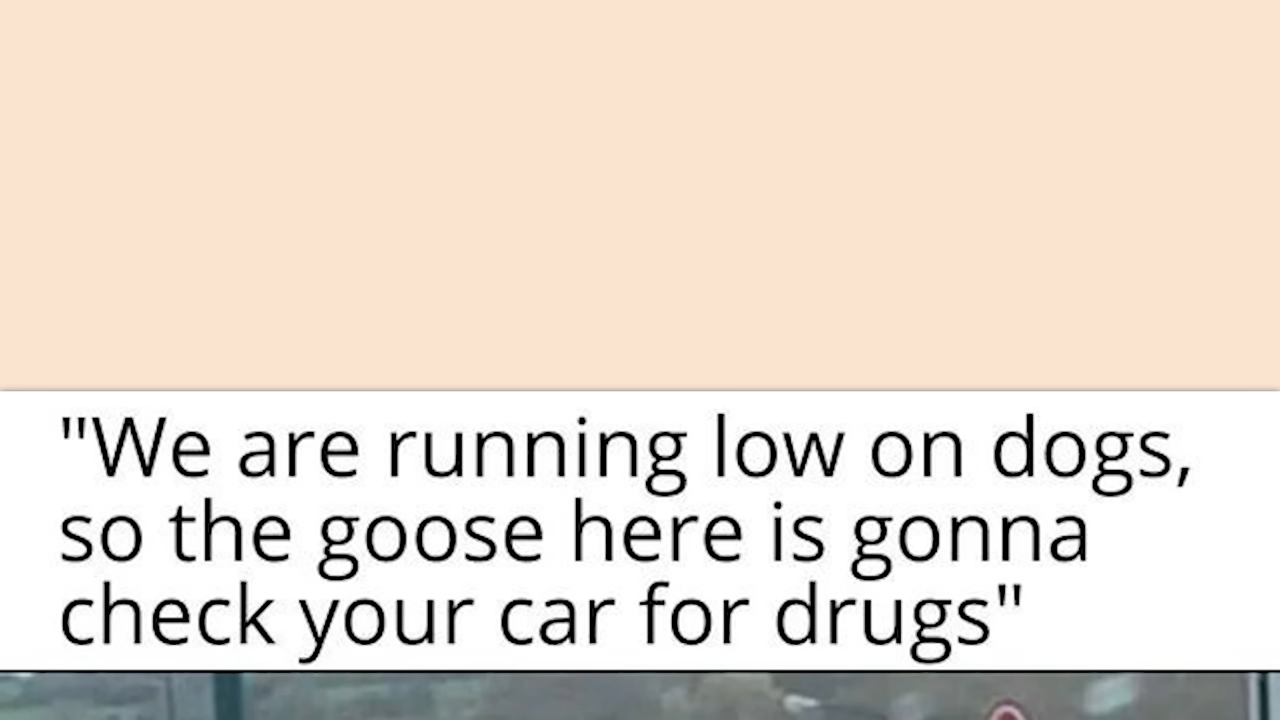 "We are running low on dogs,
so the goose here is gonna
check your car for drugs"